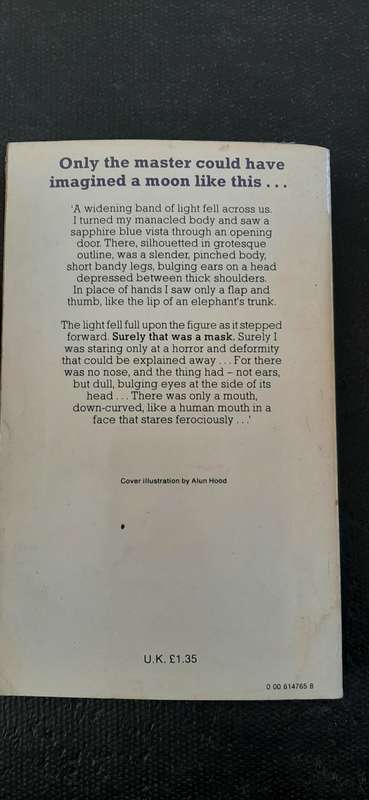 Only the master could have
imagined a moon like this . . .
'A widening band of light fell across us.
I turned my manacled body and saw a
sapphire blue vista through an opening
door. There, silhouetted in grotesque
outline, was a slender, pinched body,
short bandy legs, bulging ears on a head
depressed between thick shoulders.
In place of hands I saw only a flap and
thumb, like the lip of an elephant's trunk.
The light fell full upon the figure as it stepped
forward. Surely that was a mask. Surely I
was staring only at a horror and deformity
that could be explained away . . . For there
was no nose, and the thing had – not ears,
but dull, bulging eyes at the side of its
head . . . There was only a mouth,
down-curved, like a human mouth in a
face that stares ferociously . . .'
Cover illustration by Alun Hood
U.K. £1.35
0 00 614765 8